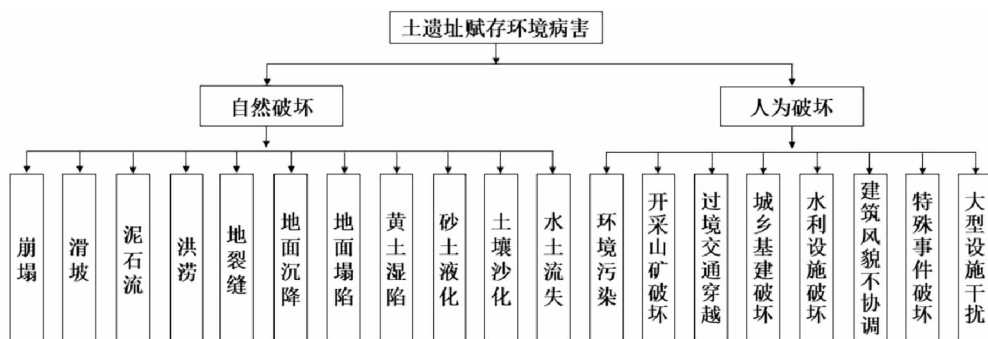 土遗址赋存环境病害
自然破坏
人为破坏
崩塌
滑坡
泥石流
洪涝
地裂缝
地面沉降
地面塌陷
黄土湿陷
砂土液化
土壤沙化
水土流失
环境污染
开采山矿破坏
过境交通穿越
城乡基建破坏
水利设施破坏
建筑风貌不协调
特殊事件破坏
大型设施干扰